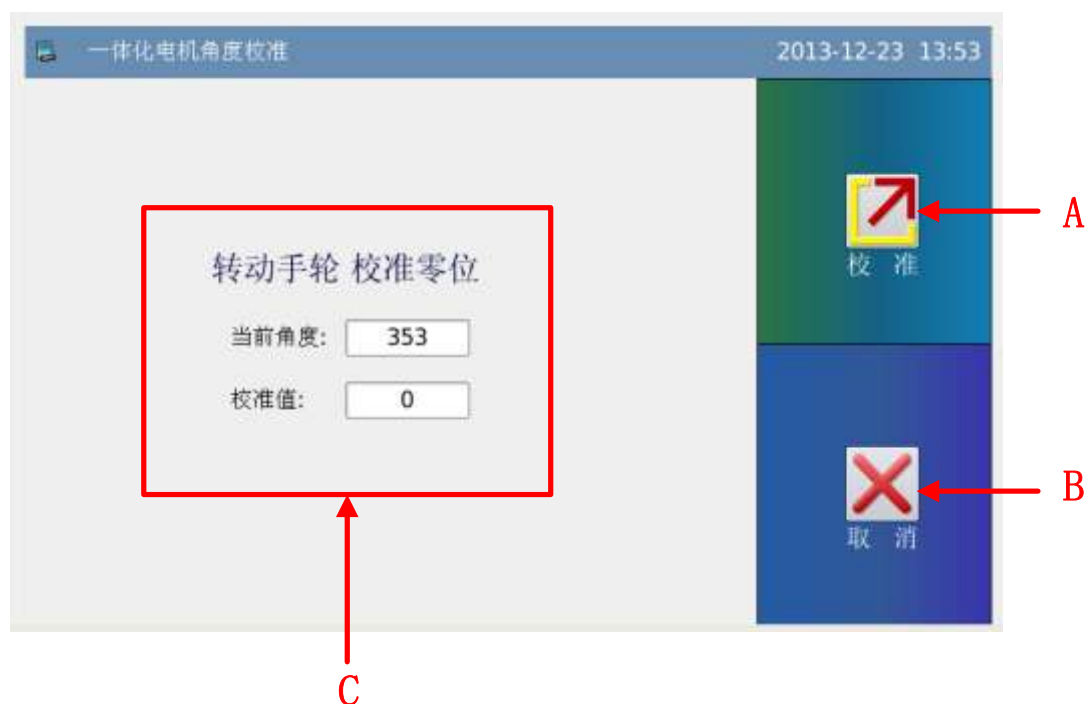 一体化电机角度校准 2013-12-23 13:53
转动手轮 校准零位
当前角度: 353
校准值: 0
校 准
取 消
A
B
C